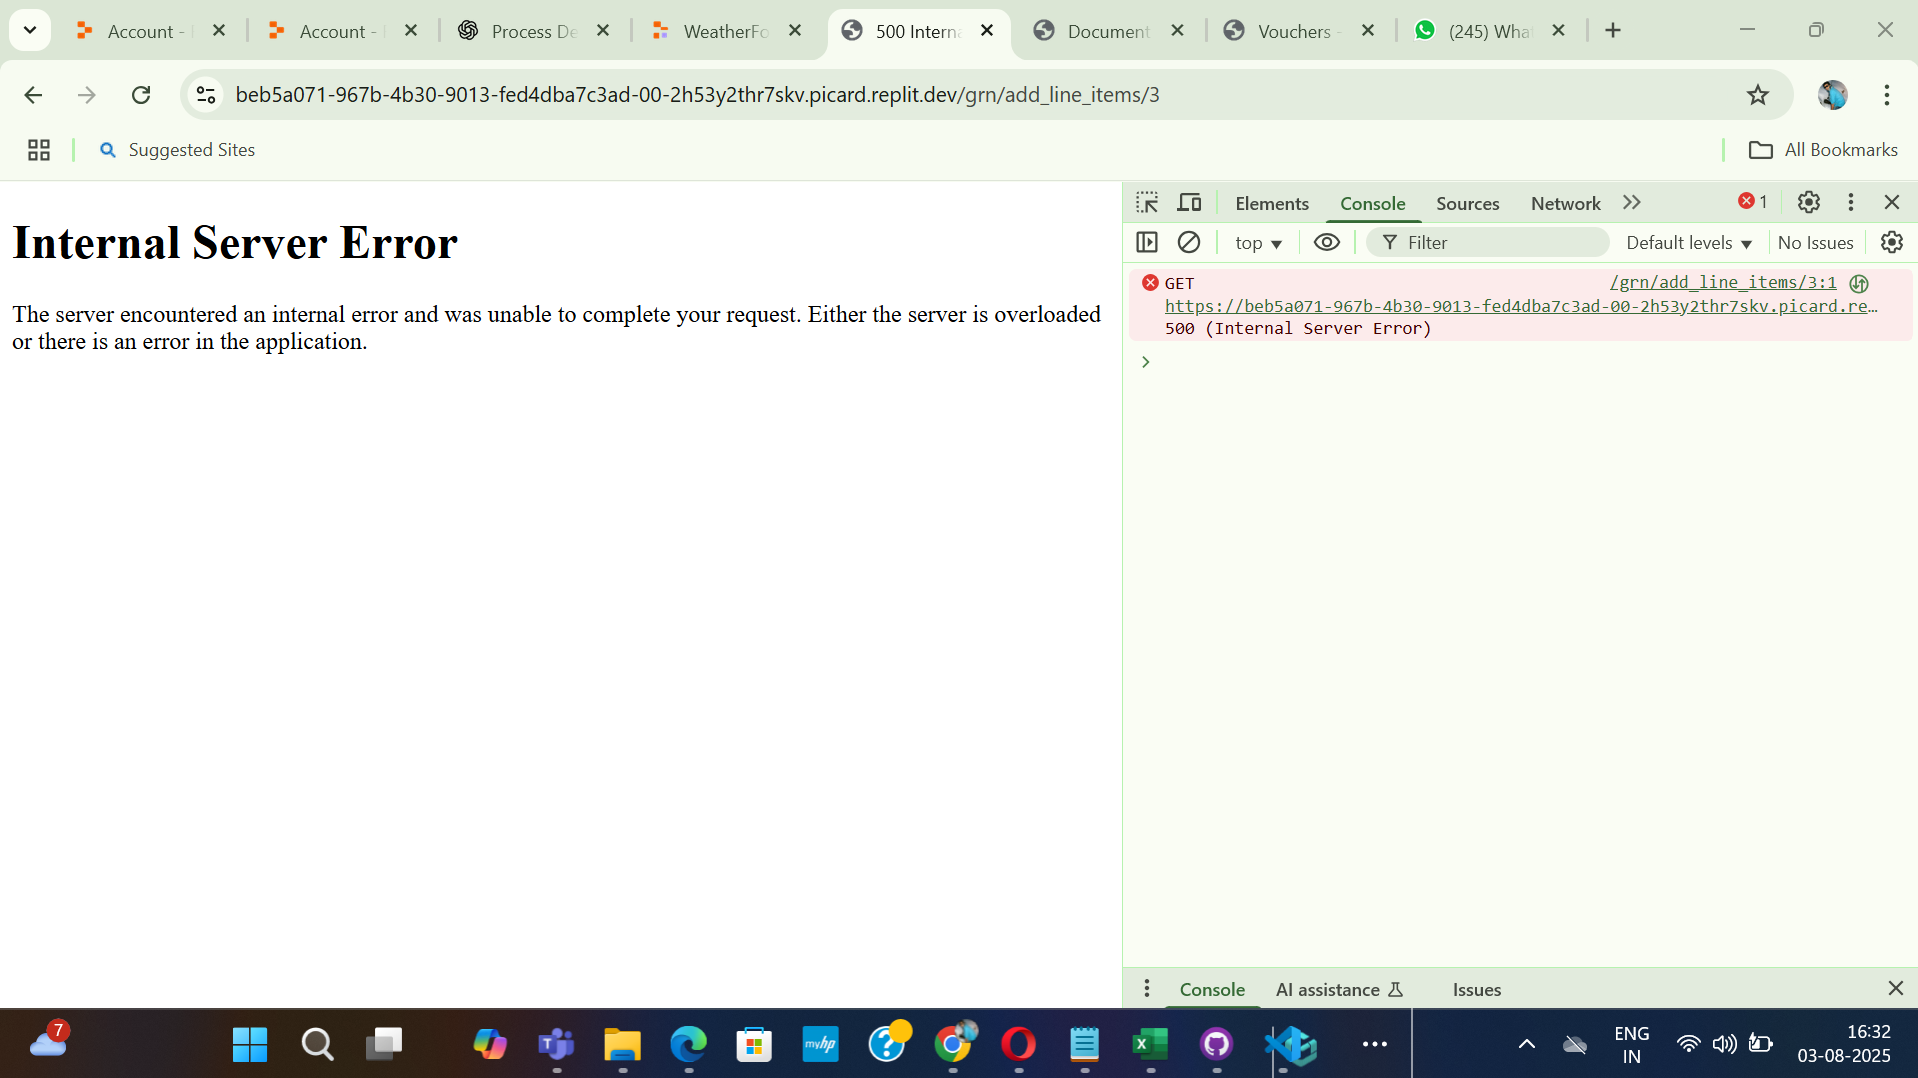 Account -
Account -
Process De
WeatherFo
500 Interna
Document
Vouchers -
(245) What
beb5a071-967b-4b30-9013-fed4dba7c3ad-00-2h53y2thr7skv.picard.replit.dev/grn/add_line_items/3
Suggested Sites
All Bookmarks
Internal Server Error
The server encountered an internal error and was unable to complete your request. Either the server is overloaded
or there is an error in the application.
Elements
Console
Sources
Network
1
top
Filter
Default levels
No Issues
GET
/grn/add_line_items/3:1
https://beb5a071-967b-4b30-9013-fed4dba7c3ad-00-2h53y2thr7skv.picard.re…
500 (Internal Server Error)
Console
AI assistance
Issues
7
myhp
ENG
IN
16:32
03-08-2025